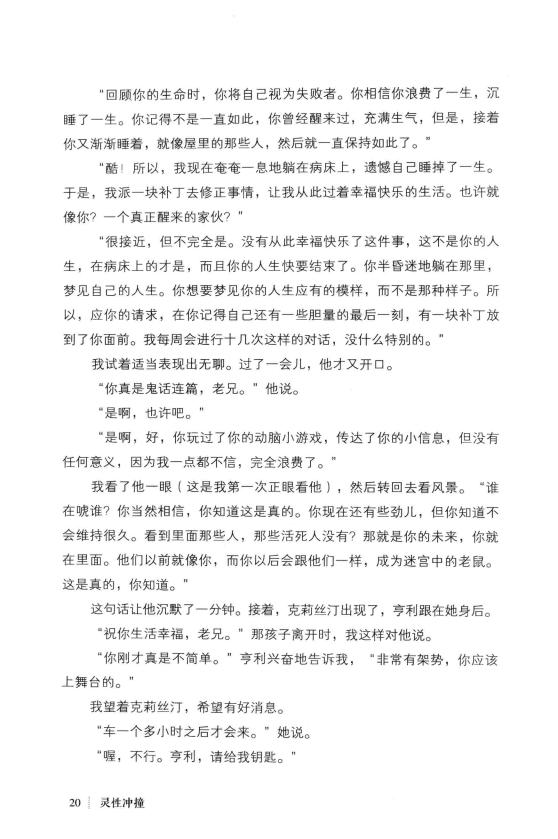 “回顾你的生命时，你将自己视为失败者。你相信你浪费了一生，沉
睡了一生。你记得不是一直如此，你曾经醒来过，充满生气，但是，接着
你又渐渐睡着，就像屋里的那些人，然后就一直保持如此了。”
“酷！所以，我现在奄奄一息地躺在病床上，遗憾自己睡掉了一生。
于是，我派一块补丁去修正事情，让我从此过着幸福快乐的生活。也许就
像你？一个真正醒来的家伙？”
“很接近，但不完全是。没有从此幸福快乐了这件事，这不是你的人
生，在病床上的才是，而且你的人生快要结束了。你半昏迷地躺在那里，
梦见自己的人生。你想要梦见你的人生应有的模样，而不是那种样子。所
以，应你的请求，在你记得自己还有一些胆量的最后一刻，有一块补丁放
到了你面前。我每周会进行十几次这样的对话，没什么特别的。”
我试着适当表现出无聊。过了一会儿，他才又开口。
“你真是鬼话连篇，老兄。”他说。
“是啊，也许吧。”
“是啊，好，你玩过了你的动脑小游戏，传达了你的小信息，但没有
任何意义，因为我一点都不信，完全浪费了。”
我看了他一眼（这是我第一次正眼看他），然后转回去看风景。“谁
在唬谁？你当然相信，你知道这是真的。你现在还有些劲儿，但你知道不
会维持很久。看到里面那些人，那些活死人没有？那就是你的未来，你就
在里面。他们以前就像你，而你以后会跟他们一样，成为迷宫中的老鼠。
这是真的，你知道。”
这句话让他沉默了一分钟。接着，克莉丝汀出现了，亨利跟在她身后。
“祝你生活幸福，老兄。”那孩子离开时，我这样对他说。
“你刚才真是不简单。”亨利兴奋地告诉我，“非常有架势，你应该
上舞台的。”
我望着克莉丝汀，希望有好消息。
“车一个多小时之后才会来。”她说。
“喔，不行。亨利，请给我钥匙。”
20 灵性冲撞